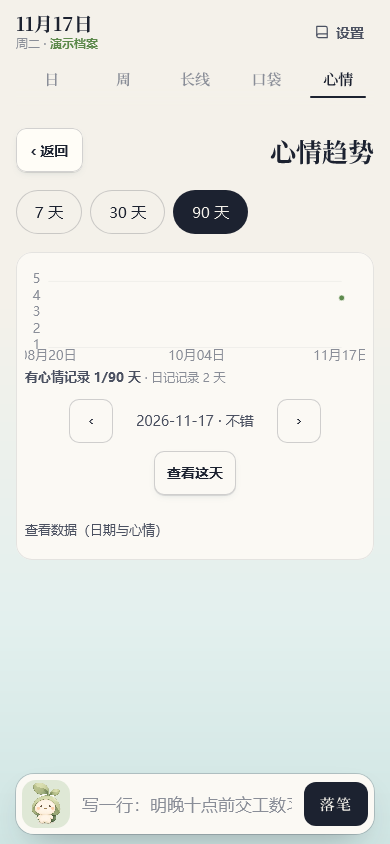 11月17日
周二 · 演示档案
设置
日 周 长线 口袋 心情
‹ 返回
心情趋势
7 天 30 天 90 天
5
4
3
2
1
08月20日 10月04日 11月17日
有心情记录 1/90 天 · 日记记录 2 天
‹ 2026-11-17 · 不错 ›
查看这天
查看数据（日期与心情）
写一行：明晚十点前交工数
落笔